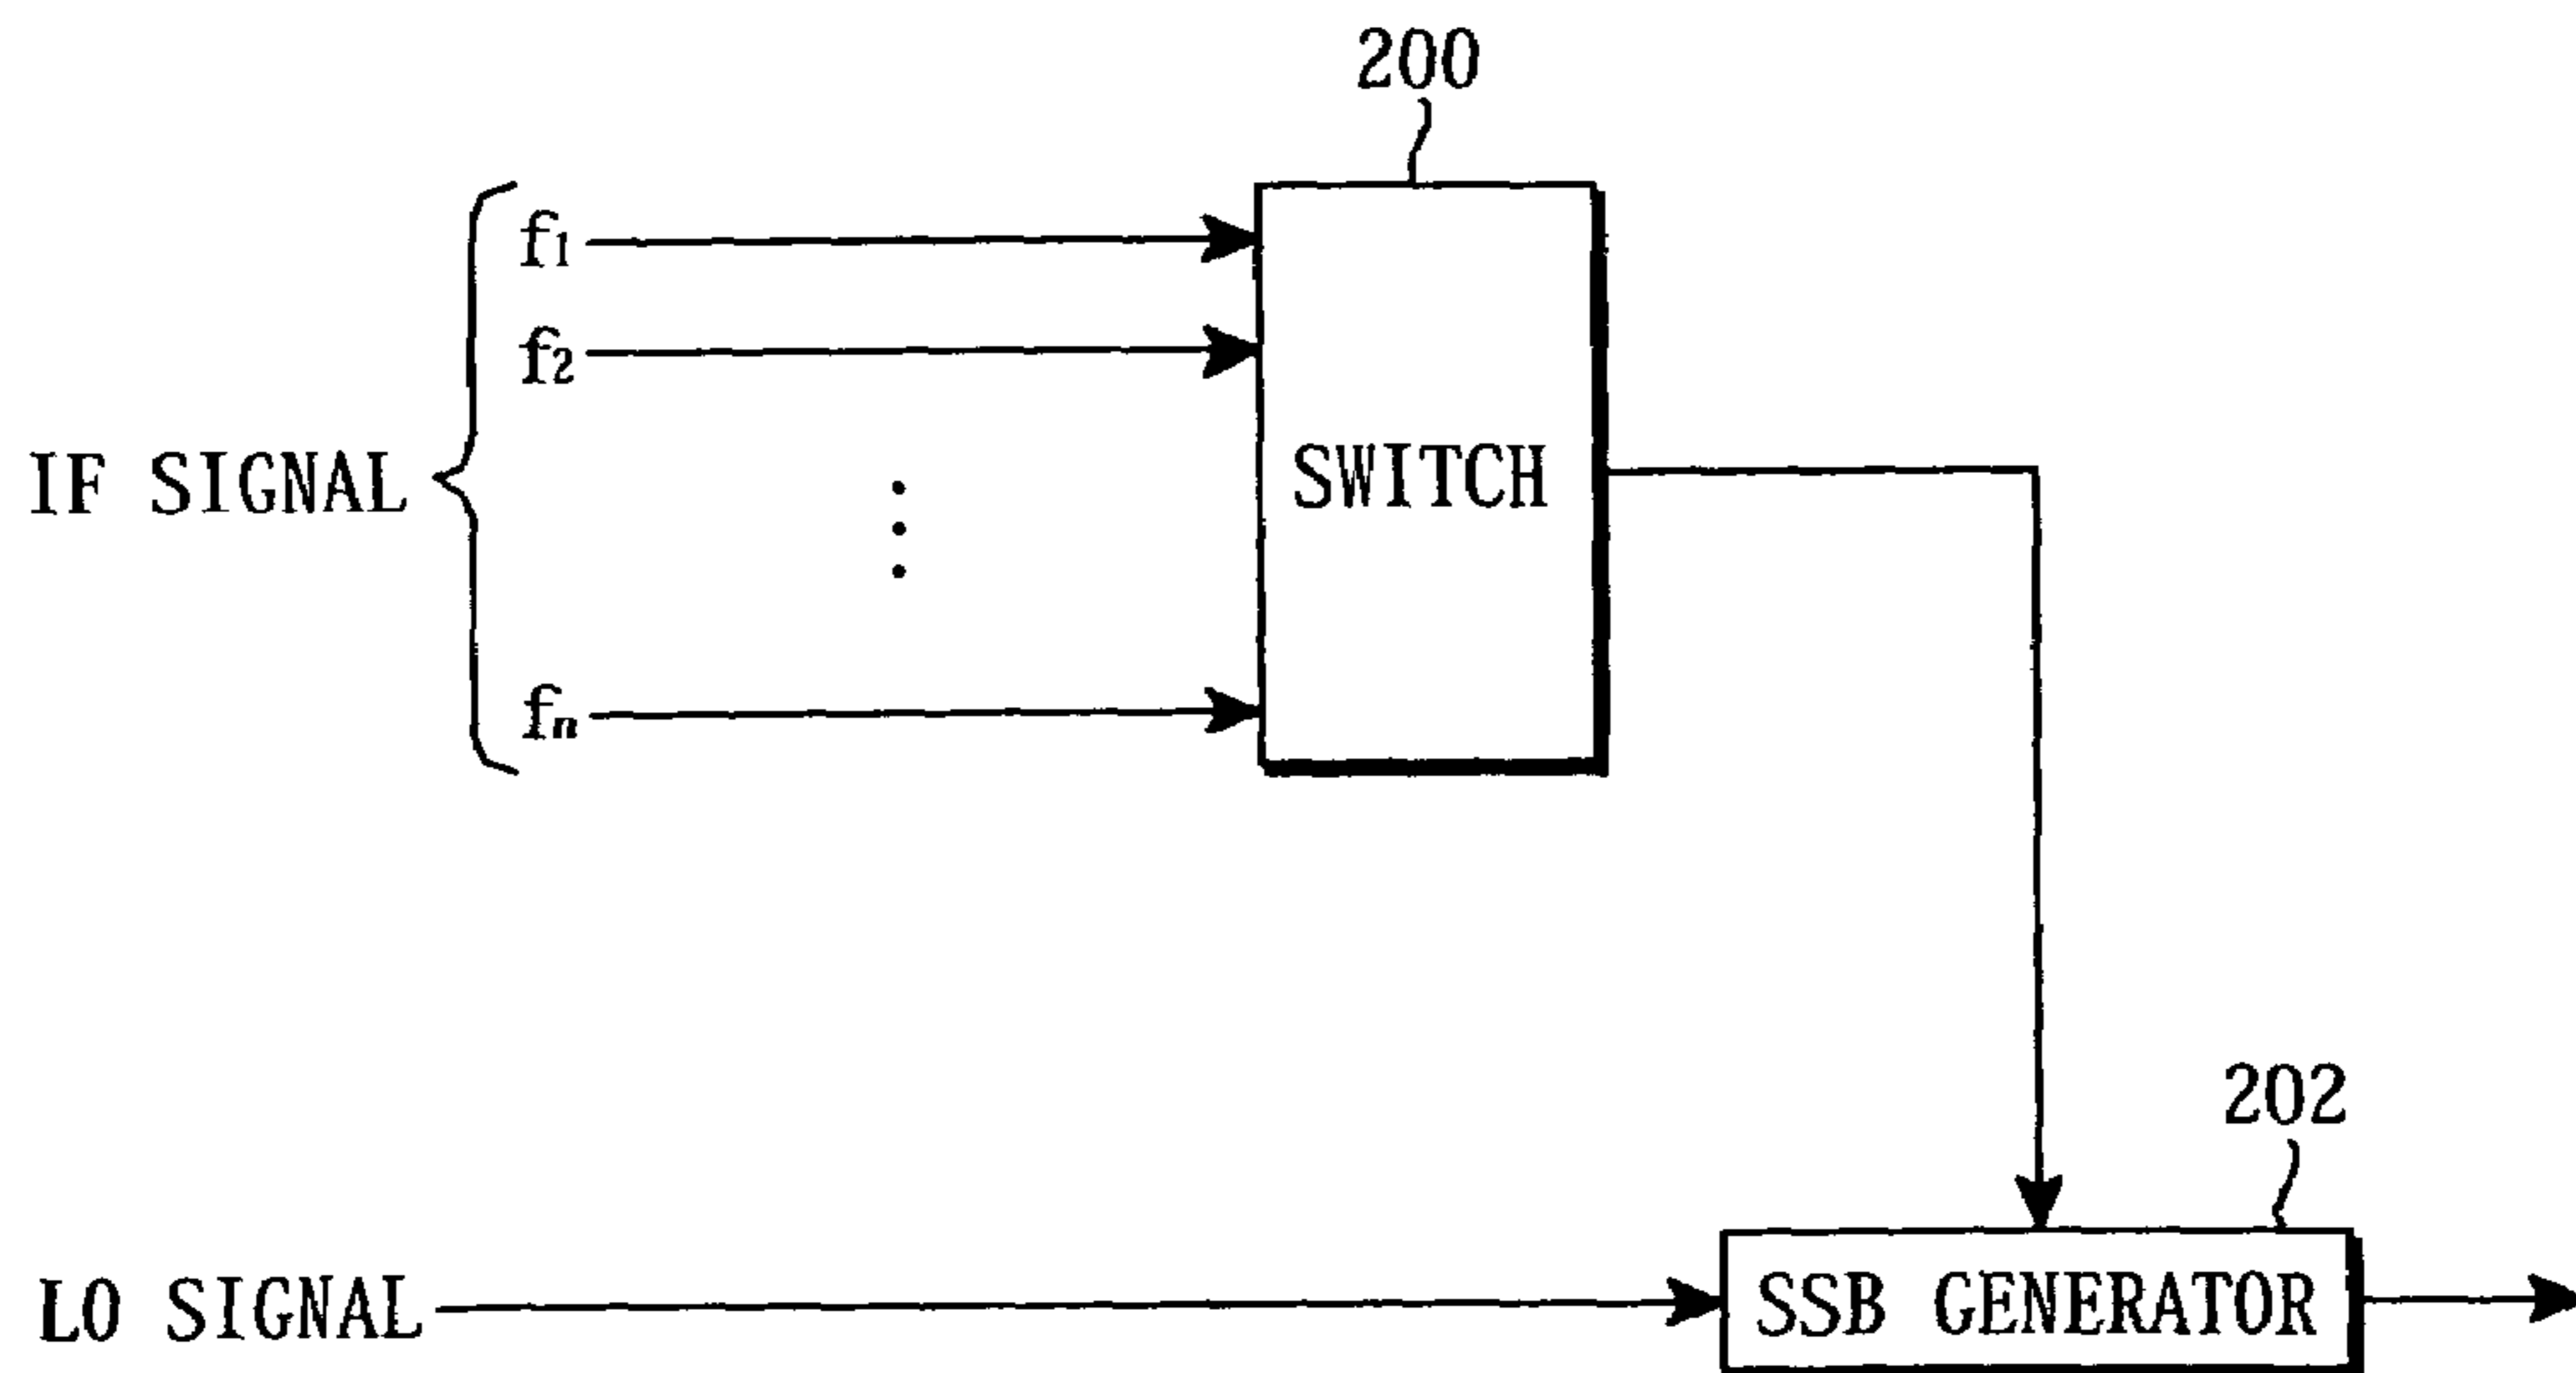 200
f1
f2
IF SIGNAL
SWITCH
fn
202
LO SIGNAL
SSB GENERATOR